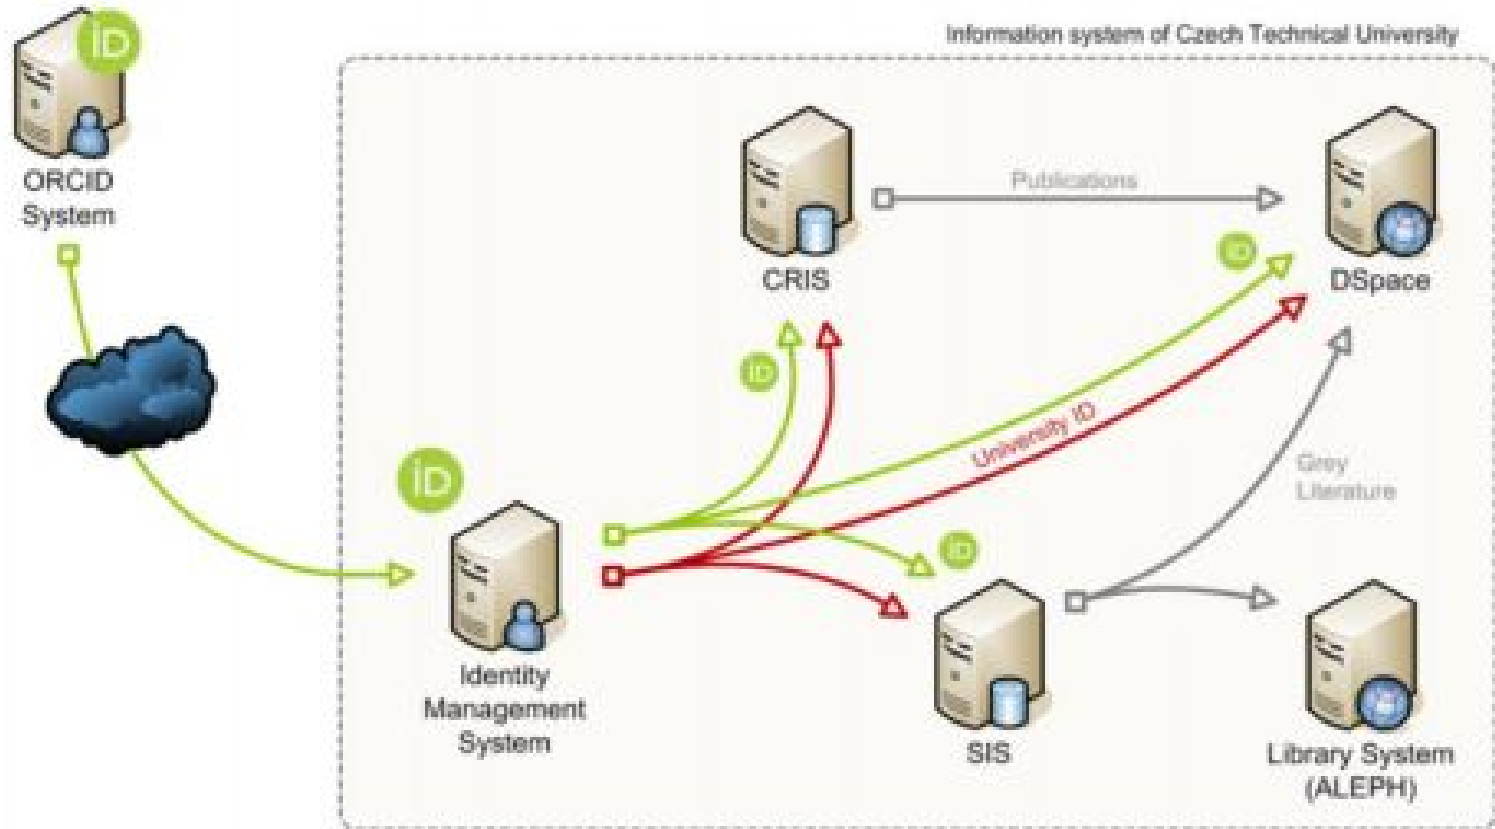 Information system of Czech Technical University
iD
ORCID
System
Publications
CRIS
iD
DSpace
iD
University ID
iD
Grey
Literature
iD
Identity
Management
System
SIS
Library System
(ALEPH)